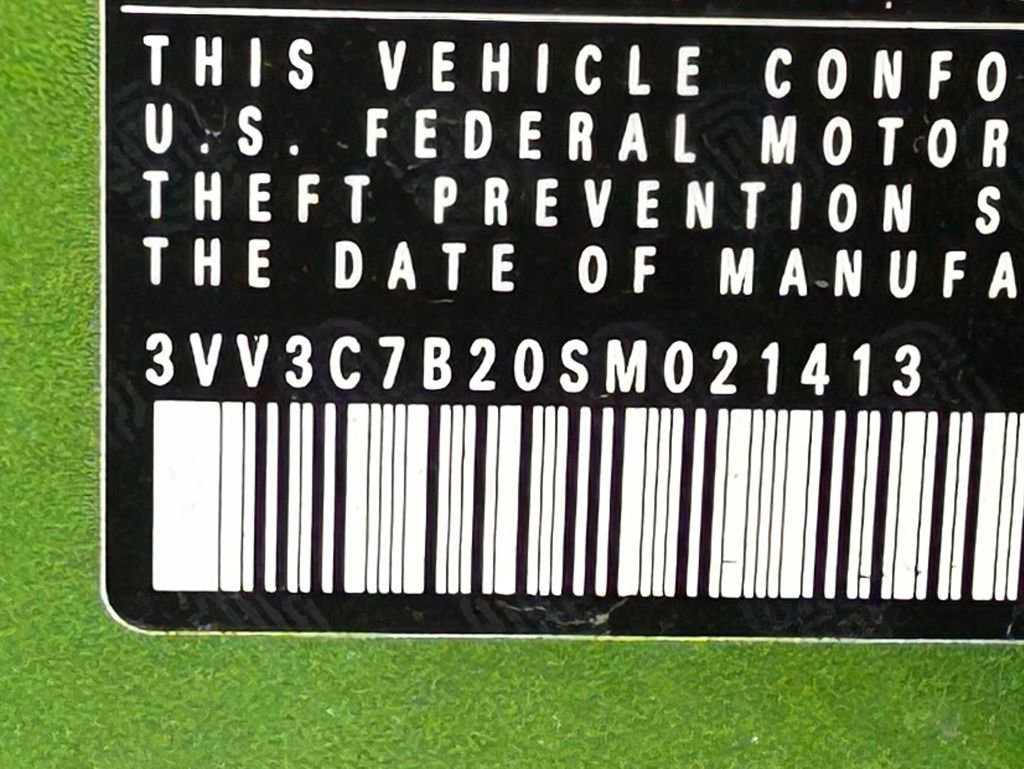 THIS VEHICLE CONFO
U.S. FEDERAL MOTOR
THEFT PREVENTION S
THE DATE OF MANUFA
3VV3C7B20SM021413